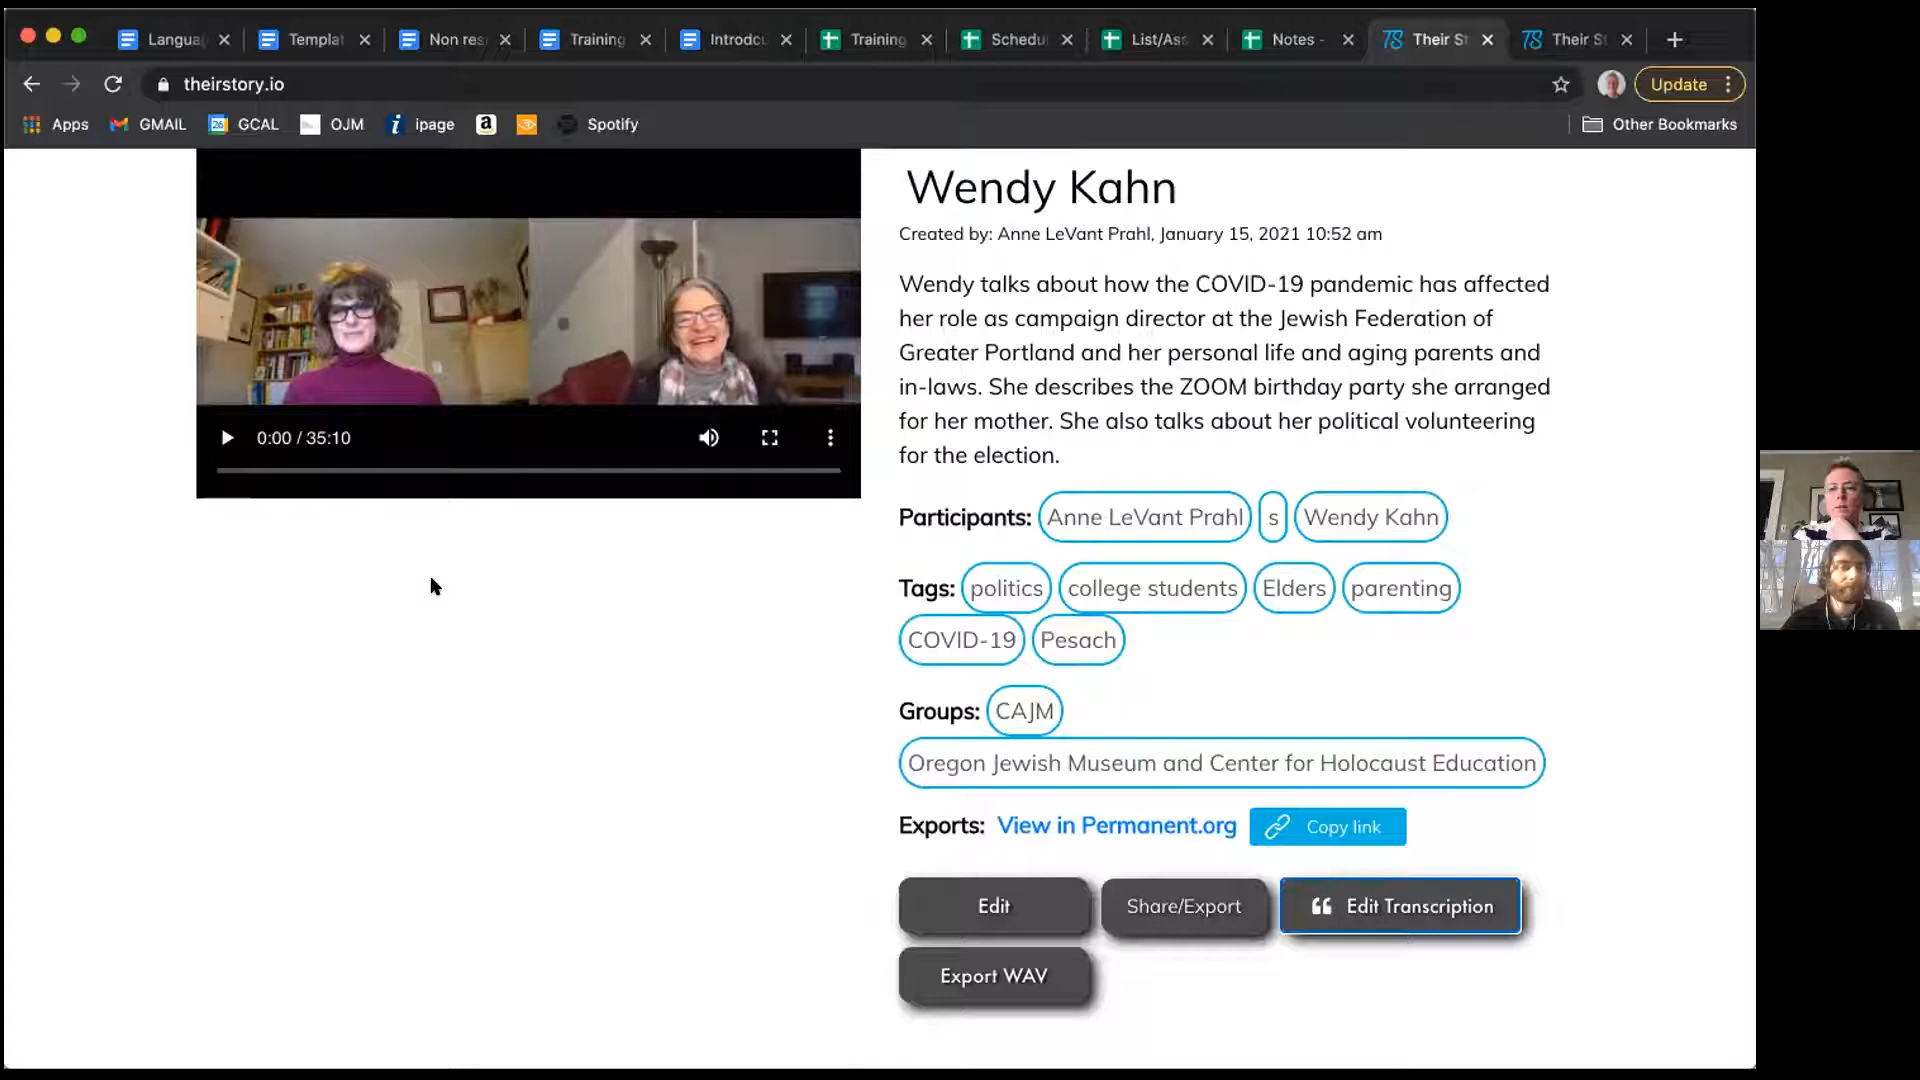 Langua
Templat
Non res
Training
Introdcu
Training
Schedul
List/Ass
Notes -
Their St
Their St
theirstory.io
Update
Apps
GMAIL
26
GCAL
OJM
ipage
Spotify
Other Bookmarks
Wendy Kahn
Created by: Anne LeVant Prahl, January 15, 2021 10:52 am
Wendy talks about how the COVID-19 pandemic has affected
her role as campaign director at the Jewish Federation of
Greater Portland and her personal life and aging parents and
in-laws. She describes the ZOOM birthday party she arranged
for her mother. She also talks about her political volunteering
for the election.
0:00 / 35:10
Participants: Anne LeVant Prahl s Wendy Kahn
Tags: politics college students Elders parenting
COVID-19 Pesach
Groups: CAJM
Oregon Jewish Museum and Center for Holocaust Education
Exports: View in Permanent.org Copy link
Edit Share/Export Edit Transcription
Export WAV